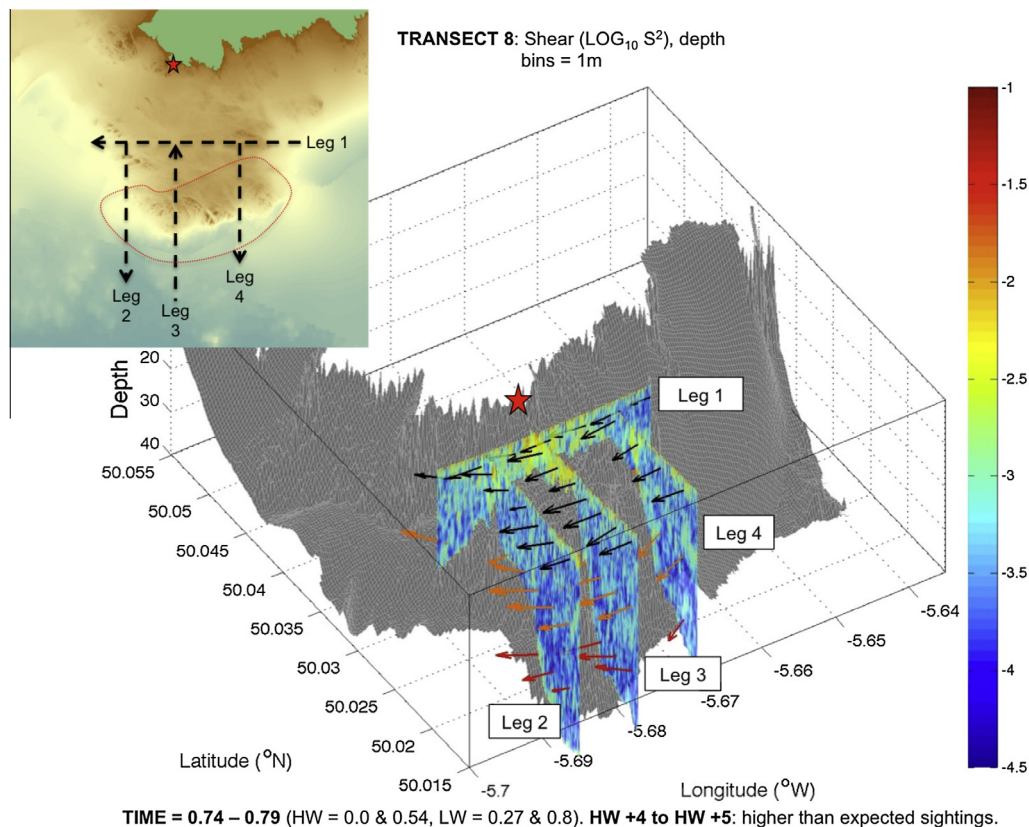 TRANSECT 8: Shear (LOG10 S2), depth
bins = 1m
Leg 1
Leg
2
Leg
3
Leg
4
Depth
20
30
40
50.055
50.05
50.045
50.04
50.035
50.03
50.025
50.02
50.015
Latitude (oN)
-5.7
-5.69
-5.68
-5.67
-5.66
-5.65
-5.64
Longitude (oW)
Leg 1
Leg 4
Leg 3
Leg 2
-1
-1.5
-2
-2.5
-3
-3.5
-4
-4.5
TIME = 0.74 – 0.79 (HW = 0.0 & 0.54, LW = 0.27 & 0.8). HW +4 to HW +5: higher than expected sightings.